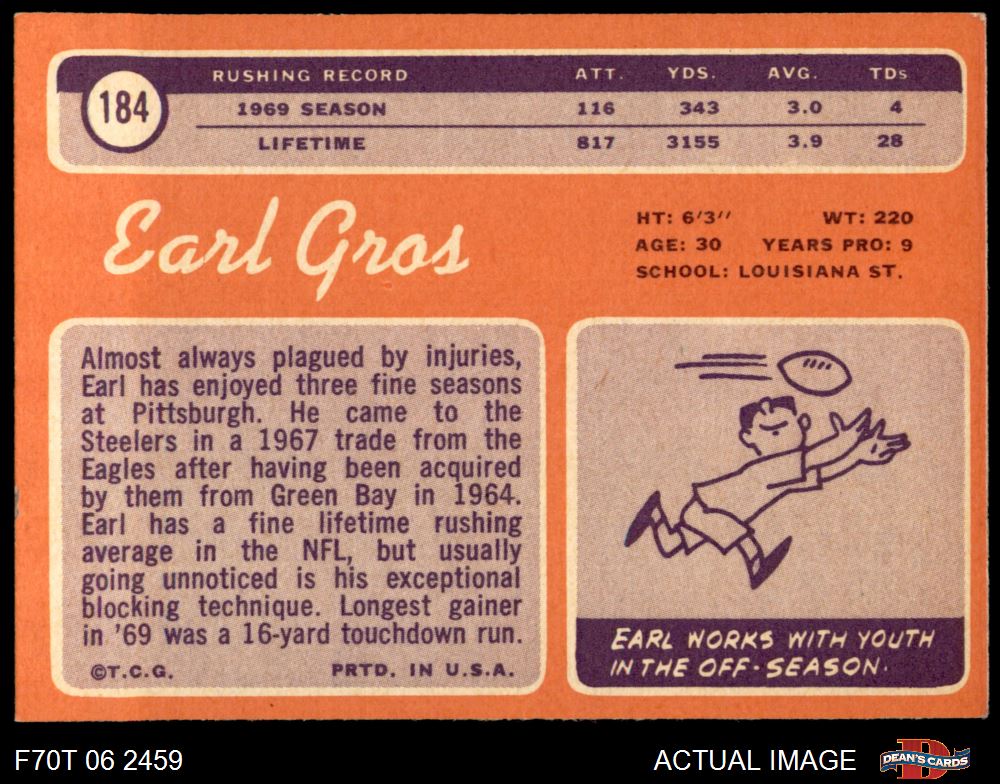 184
RUSHING RECORD ATT. YDS. AVG. TDs
1969 SEASON 116 343 3.0 4
LIFETIME 817 3155 3.9 28
Earl Gros
HT: 6'3'' WT: 220
AGE: 30 YEARS PRO: 9
SCHOOL: LOUISIANA ST.
Almost always plagued by injuries,
Earl has enjoyed three fine seasons
at Pittsburgh. He came to the
Steelers in a 1967 trade from the
Eagles after having been acquired
by them from Green Bay in 1964.
Earl has a fine lifetime rushing
average in the NFL, but usually
going unnoticed is his exceptional
blocking technique. Longest gainer
in '69 was a 16-yard touchdown run.
©T.C.G. PRTD. IN U.S.A.
EARL WORKS WITH YOUTH
IN THE OFF-SEASON.
F70T 06 2459 ACTUAL IMAGE
D
DEAN'S CARDS